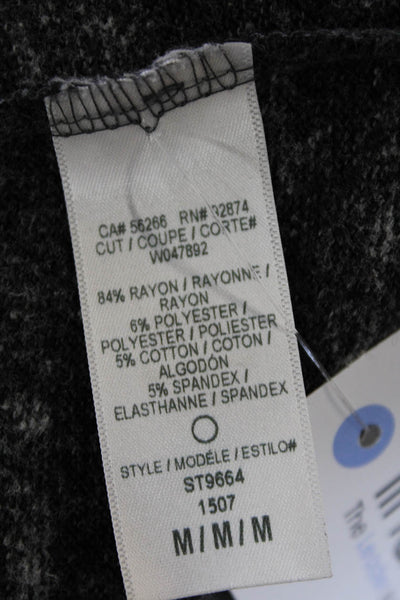 CA# 56266 RN# 92874
CUT / COUPE / CORTE#
W047892
84% RAYON / RAYONNE /
RAYON
6% POLYESTER /
POLYESTER / POLIESTER
5% COTTON / COTON /
ALGODÓN
5% SPANDEX /
ELASTHANNE / SPANDEX
STYLE / MODÈLE / ESTILO#
ST9664
1507
M / M / M
The